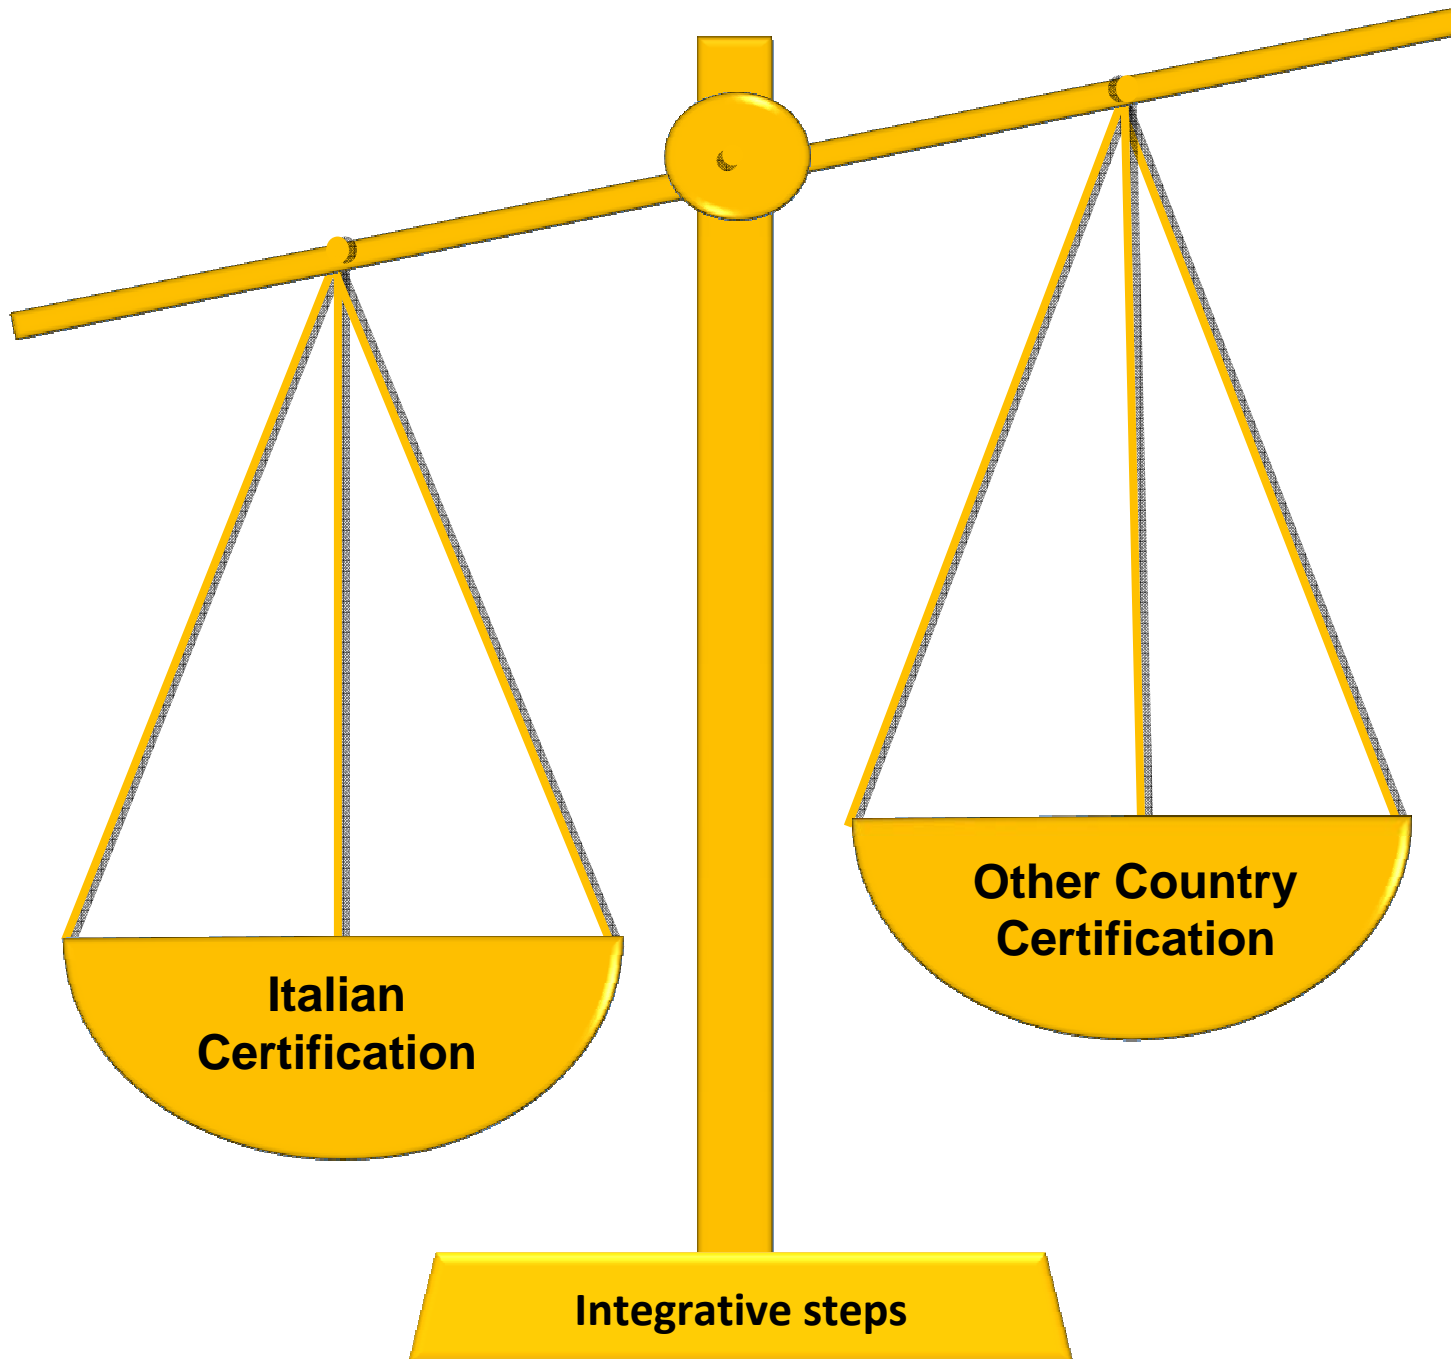 Other Country
Certification
Italian
Certification
Integrative steps